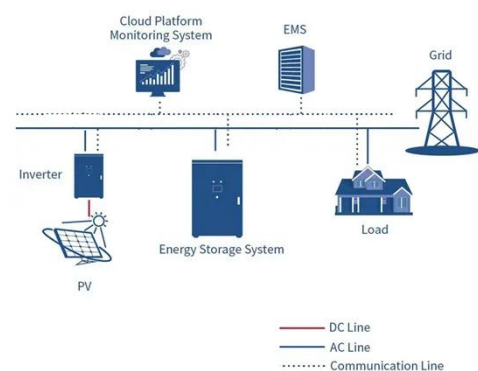 Cloud Platform
Monitoring System
EMS
Grid
Inverter
Energy Storage System
Load
PV
DC Line
AC Line
Communication Line